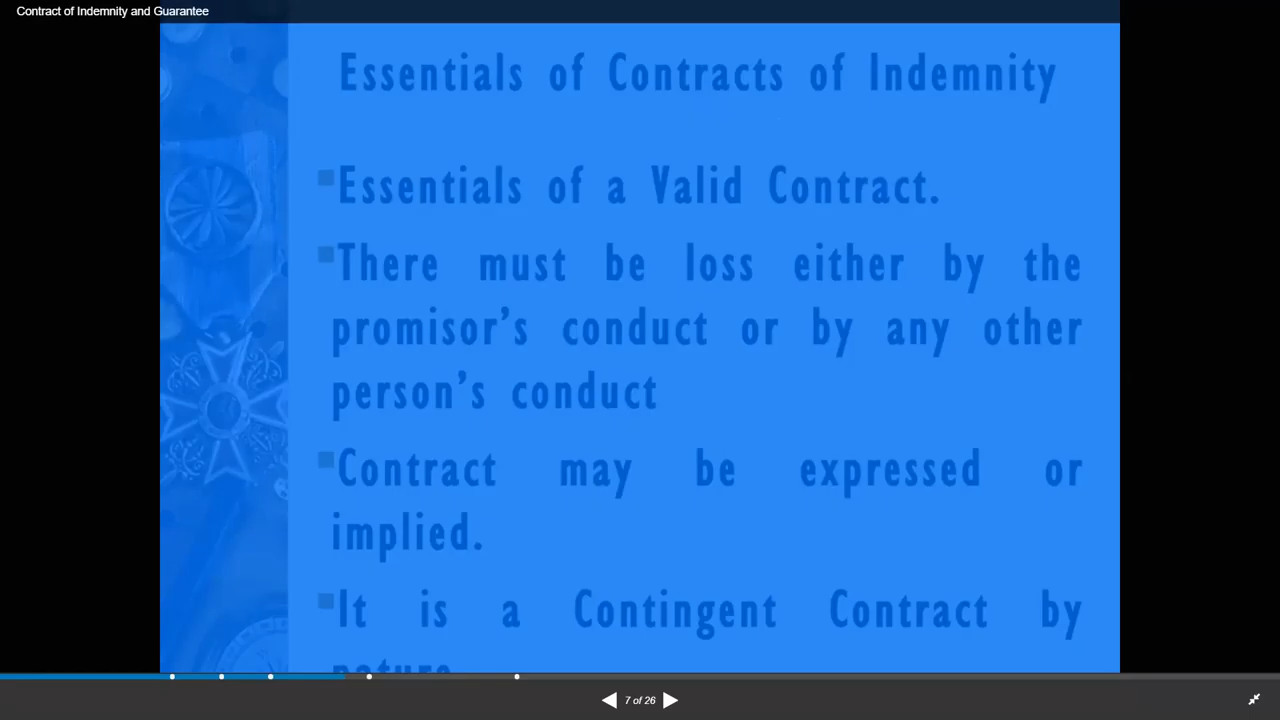 Contract of Indemnity and Guarantee
Essentials of Contracts of Indemnity
Essentials of a Valid Contract.
There must be loss either by the
promisor’s conduct or by any other
person’s conduct
Contract may be expressed or
implied.
It is a Contingent Contract by
nature
7 of 26